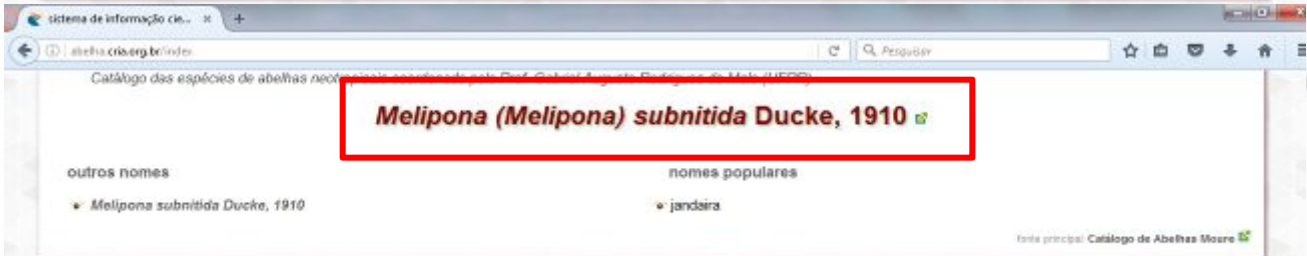 sistema de informação cie... × +
abelha.cria.org.br/index Pesquisar
Catálogo das espécies de abelhas neotropicais coordenado pelo Prof. Gabriel Augusto Rodrigues de Melo (UFPR)
Melipona (Melipona) subnitida Ducke, 1910
outros nomes nomes populares
Melipona subnitida Ducke, 1910 jandaira
fonte principal Catálogo de Abelhas Moure